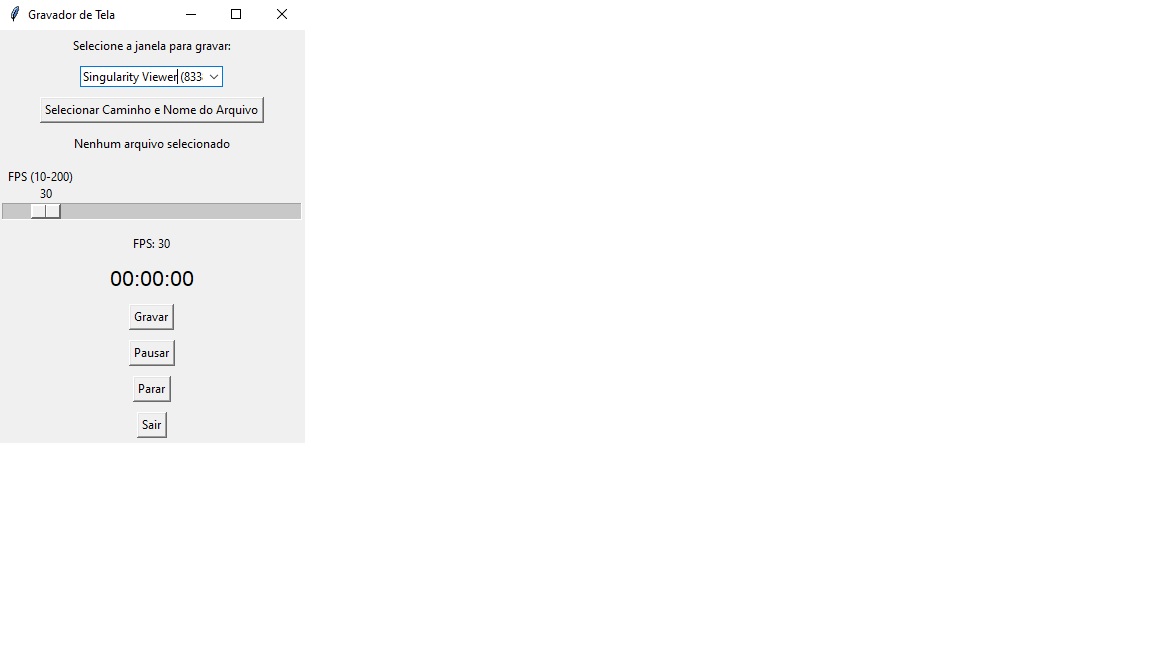 Gravador de Tela
Selecione a janela para gravar:
Singularity Viewer (833
Selecionar Caminho e Nome do Arquivo
Nenhum arquivo selecionado
FPS (10-200)
30
FPS: 30
00:00:00
Gravar
Pausar
Parar
Sair